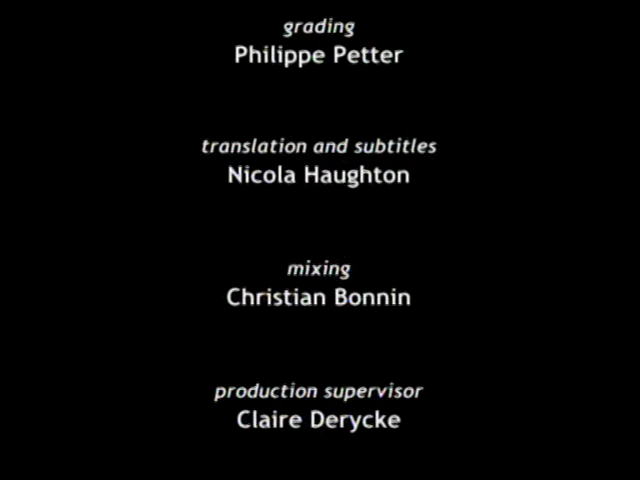 grading
Philippe Petter
translation and subtitles
Nicola Haughton
mixing
Christian Bonnin
production supervisor
Claire Derycke